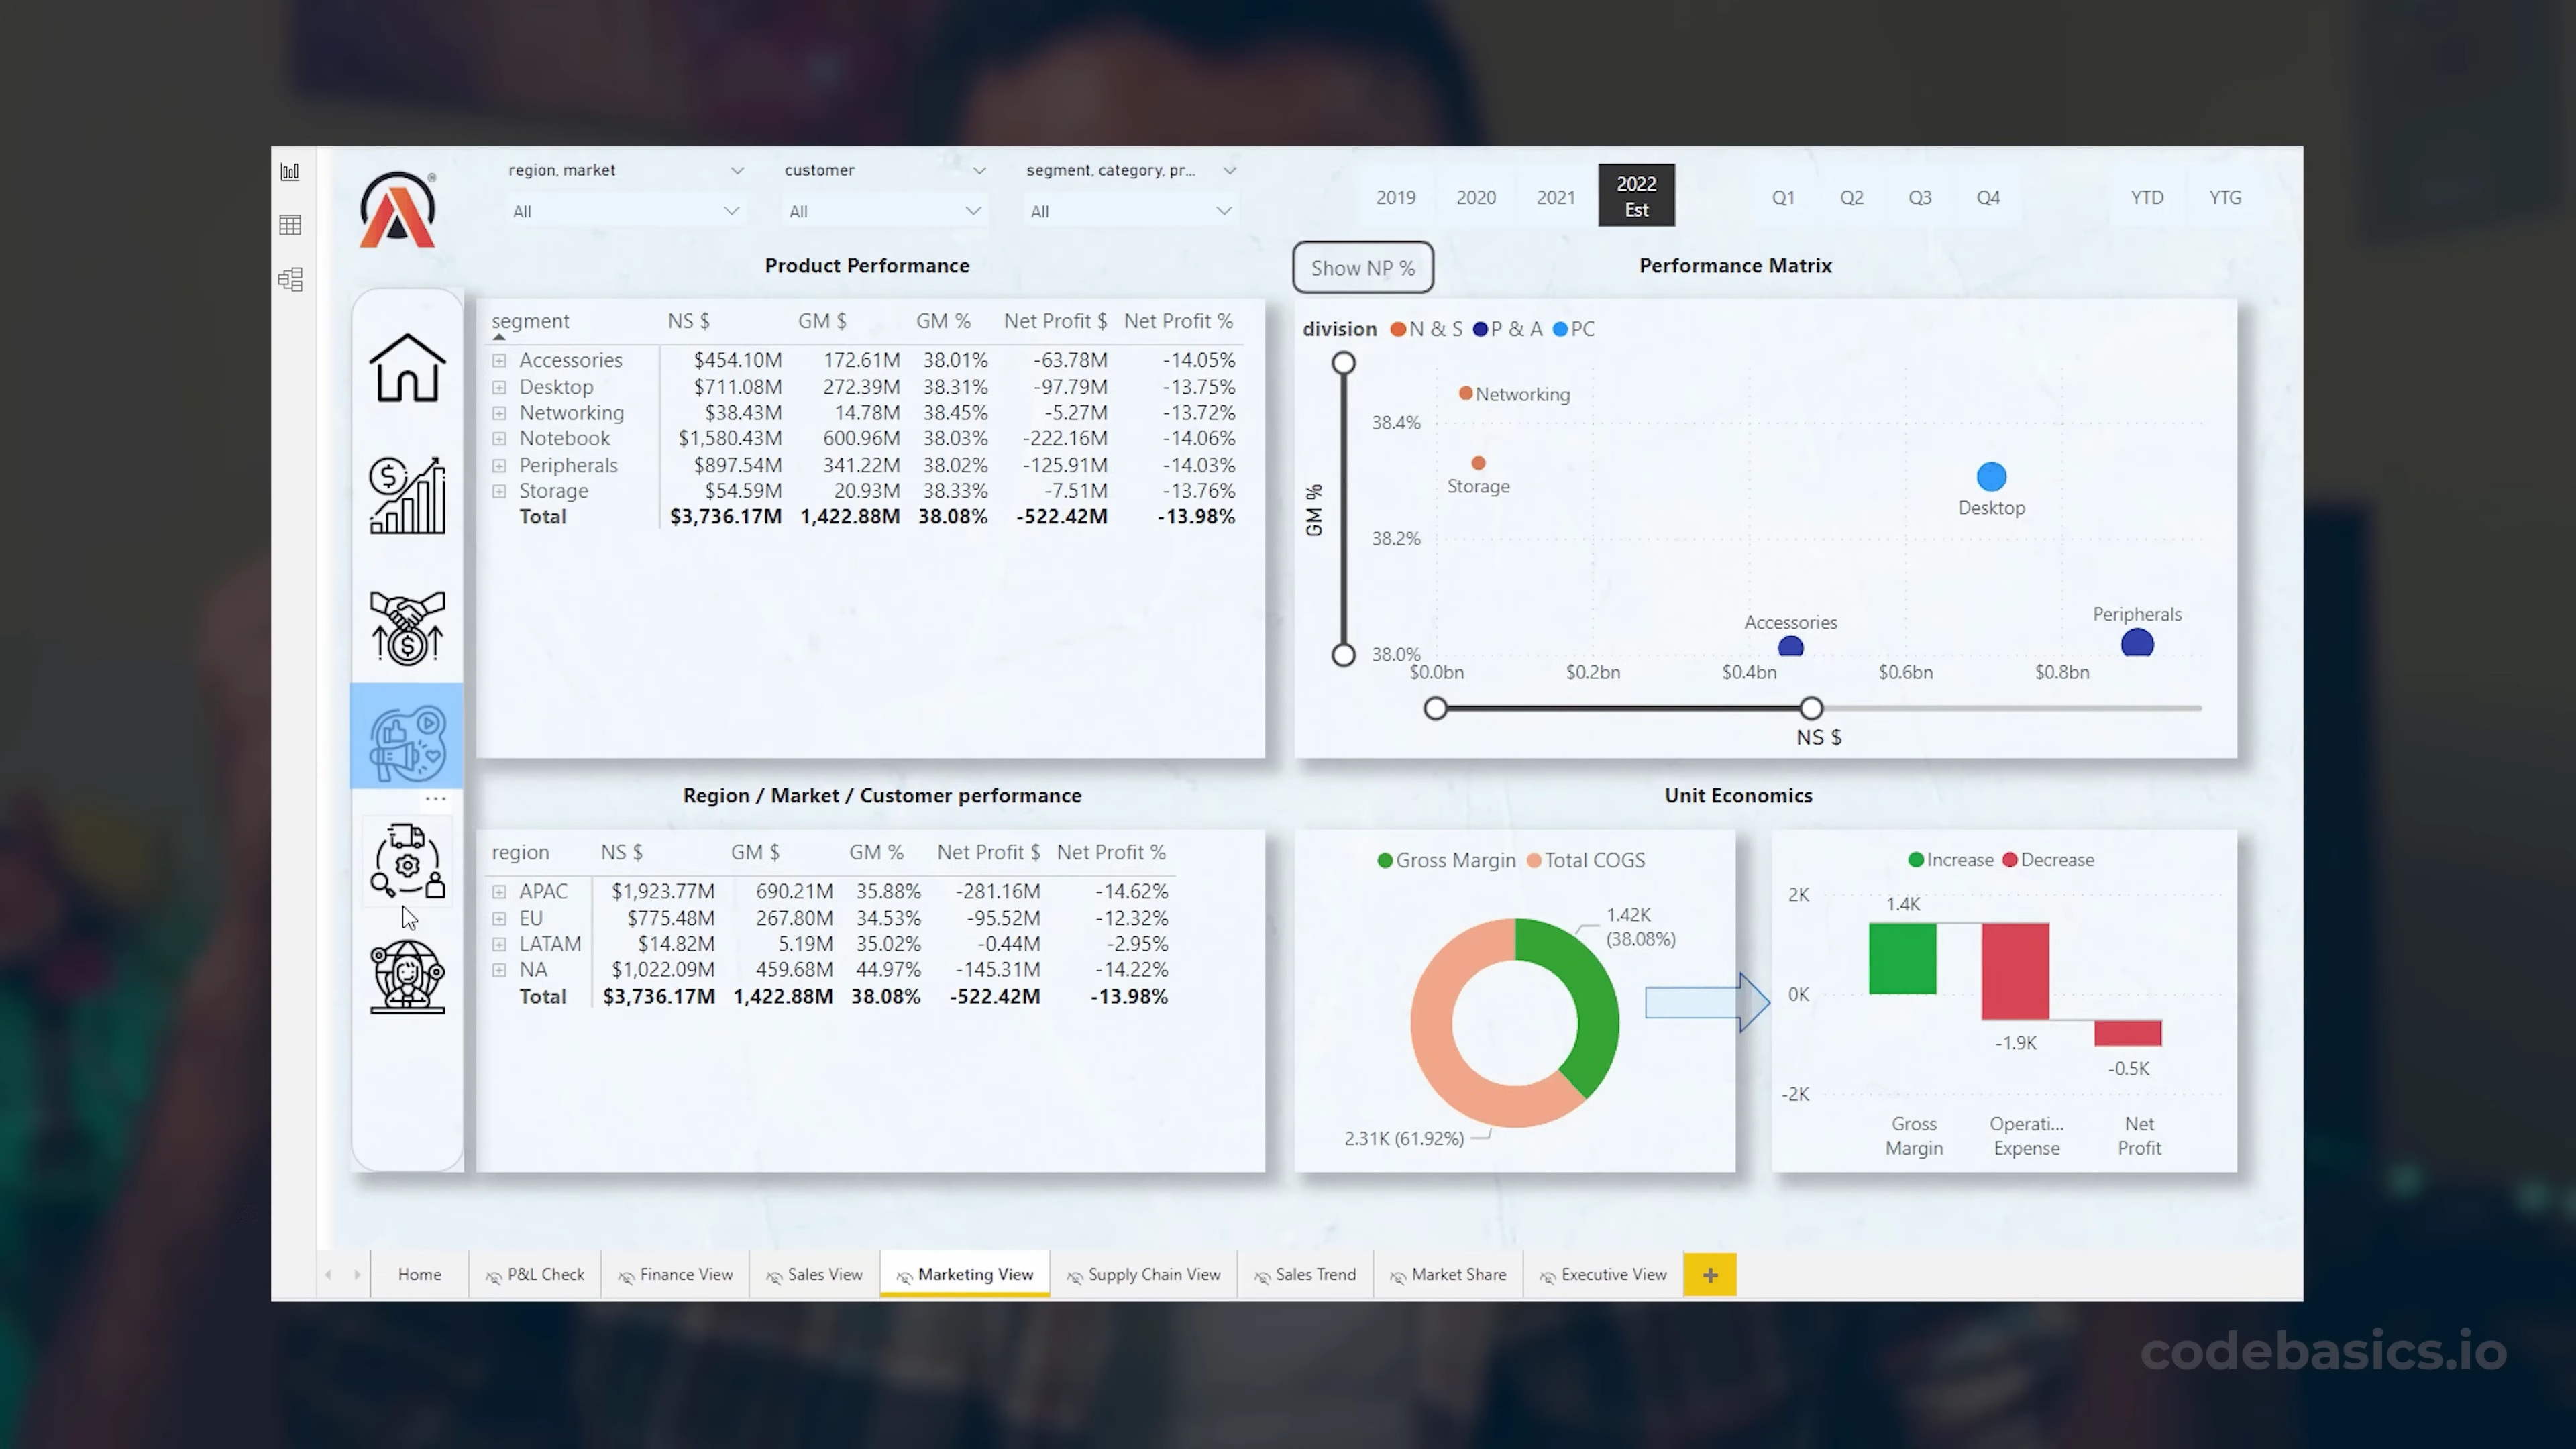 region, market
customer
segment, category, pr...
All
All
All
2019
2020
2021
2022
Est
Q1
Q2
Q3
Q4
YTD
YTG
Product Performance
segment NS $ GM $ GM % Net Profit $ Net Profit %
Accessories $454.10M 172.61M 38.01% -63.78M -14.05%
Desktop $711.08M 272.39M 38.31% -97.79M -13.75%
Networking $38.43M 14.78M 38.45% -5.27M -13.72%
Notebook $1,580.43M 600.96M 38.03% -222.16M -14.06%
Peripherals $897.54M 341.22M 38.02% -125.91M -14.03%
Storage $54.59M 20.93M 38.33% -7.51M -13.76%
Total $3,736.17M 1,422.88M 38.08% -522.42M -13.98%
Show NP %
Performance Matrix
division N & S P & A PC
Networking
38.4%
Storage
Desktop
GM %
38.2%
Accessories
Peripherals
38.0%
$0.0bn $0.2bn $0.4bn $0.6bn $0.8bn
NS $
Region / Market / Customer performance
region NS $ GM $ GM % Net Profit $ Net Profit %
APAC $1,923.77M 690.21M 35.88% -281.16M -14.62%
EU $775.48M 267.80M 34.53% -95.52M -12.32%
LATAM $14.82M 5.19M 35.02% -0.44M -2.95%
NA $1,022.09M 459.68M 44.97% -145.31M -14.22%
Total $3,736.17M 1,422.88M 38.08% -522.42M -13.98%
Unit Economics
Gross Margin Total COGS
1.42K
(38.08%)
2.31K (61.92%)
Increase Decrease
2K
1.4K
0K
-1.9K
-0.5K
-2K
Gross
Margin
Operati...
Expense
Net
Profit
Home
P&L Check
Finance View
Sales View
Marketing View
Supply Chain View
Sales Trend
Market Share
Executive View
+
codebasics.io